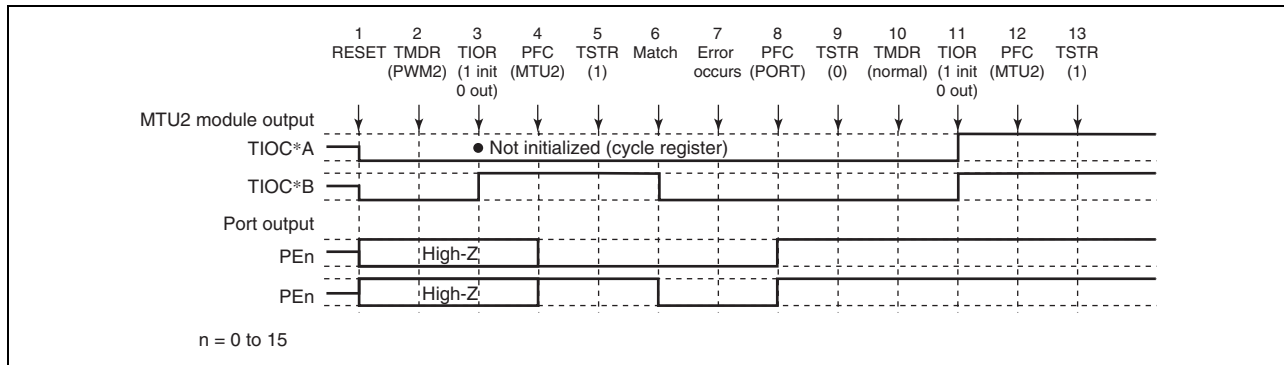 1 2 3 4 5 6 7 8 9 10 11 12 13
RESET TMDR TIOR PFC TSTR Match Error PFC TSTR TMDR TIOR PFC TSTR
(PWM2) (1 init (MTU2) (1) occurs (PORT) (0) (normal) (1 init (MTU2) (1)
0 out) 0 out)
MTU2 module output
TIOC*A ● Not initialized (cycle register)
TIOC*B
Port output
PEn High-Z
PEn High-Z
n = 0 to 15